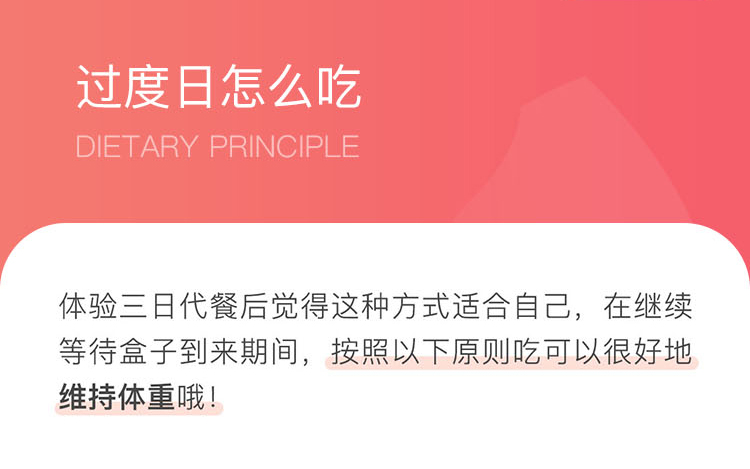 过度日怎么吃
DIETARY PRINCIPLE
体验三日代餐后觉得这种方式适合自己，在继续
等待盒子到来期间，按照以下原则吃可以很好地
维持体重哦！